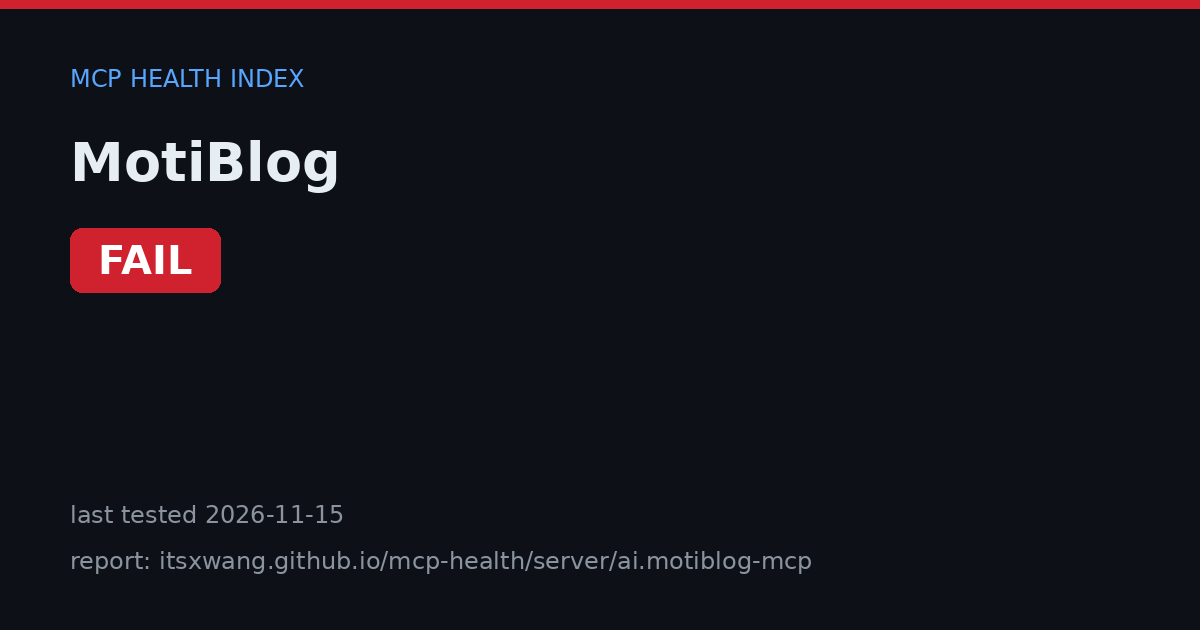 MCP HEALTH INDEX
MotiBlog
FAIL
last tested 2026-11-15
report: itsxwang.github.io/mcp-health/server/ai.motiblog-mcp